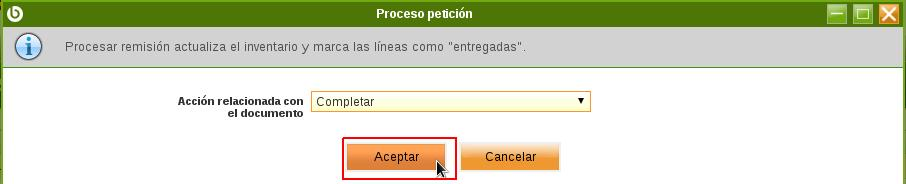 Proceso petición
Procesar remisión actualiza el inventario y marca las líneas como "entregadas".
Acción relacionada con
el documento
Completar
Aceptar
Cancelar